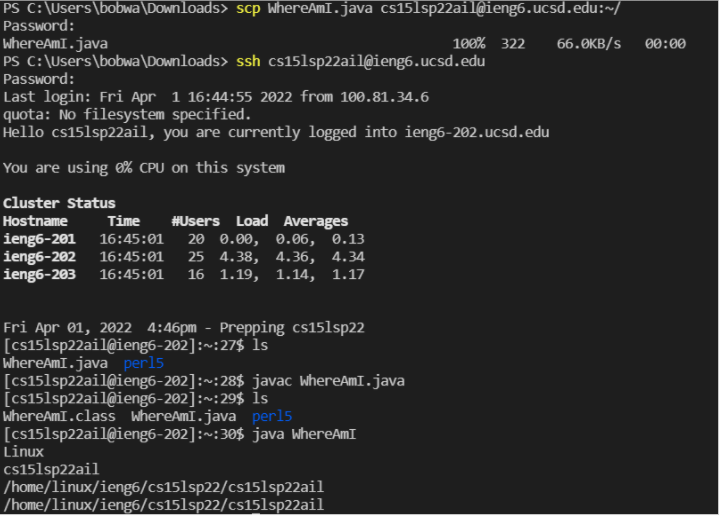 PS C:\Users\bobwa\Downloads> scp WhereAmI.java cs15lsp22ail@ieng6.ucsd.edu:~/
Password:
WhereAmI.java 100% 322 66.0KB/s 00:00
PS C:\Users\bobwa\Downloads> ssh cs15lsp22ail@ieng6.ucsd.edu
Password:
Last login: Fri Apr  1 16:44:55 2022 from 100.81.34.6
quota: No filesystem specified.
Hello cs15lsp22ail, you are currently logged into ieng6-202.ucsd.edu
You are using 0% CPU on this system
Cluster Status
Hostname Time #Users Load Averages
ieng6-201 16:45:01 20 0.00, 0.06, 0.13
ieng6-202 16:45:01 25 4.38, 4.36, 4.34
ieng6-203 16:45:01 16 1.19, 1.14, 1.17
Fri Apr 01, 2022  4:46pm - Prepping cs15lsp22
[cs15lsp22ail@ieng6-202]:~:27$ ls
WhereAmI.java perl5
[cs15lsp22ail@ieng6-202]:~:28$ javac WhereAmI.java
[cs15lsp22ail@ieng6-202]:~:29$ ls
WhereAmI.class WhereAmI.java perl5
[cs15lsp22ail@ieng6-202]:~:30$ java WhereAmI
Linux
cs15lsp22ail
/home/linux/ieng6/cs15lsp22/cs15lsp22ail
/home/linux/ieng6/cs15lsp22/cs15lsp22ail